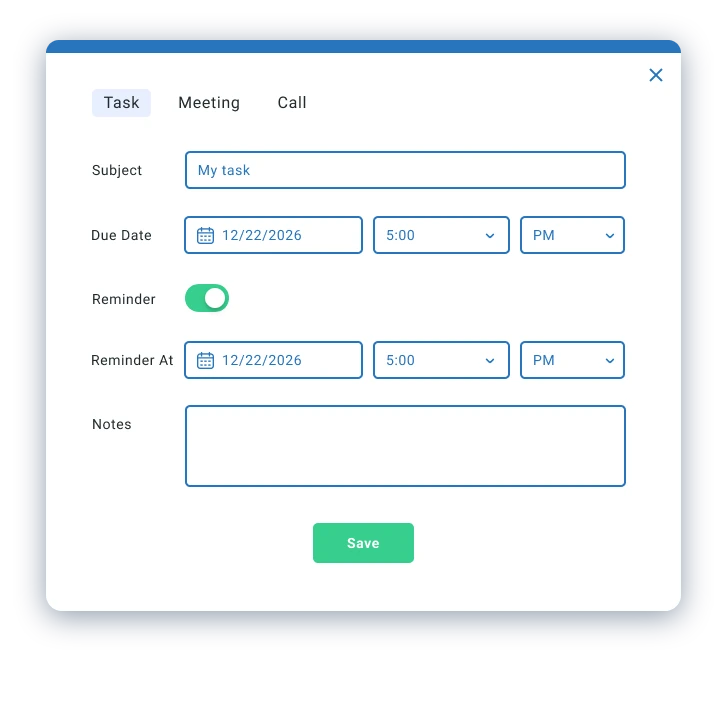 Task Meeting Call
Subject My task
Due Date 12/22/2026 5:00 PM
Reminder
Reminder At 12/22/2026 5:00 PM
Notes
Save